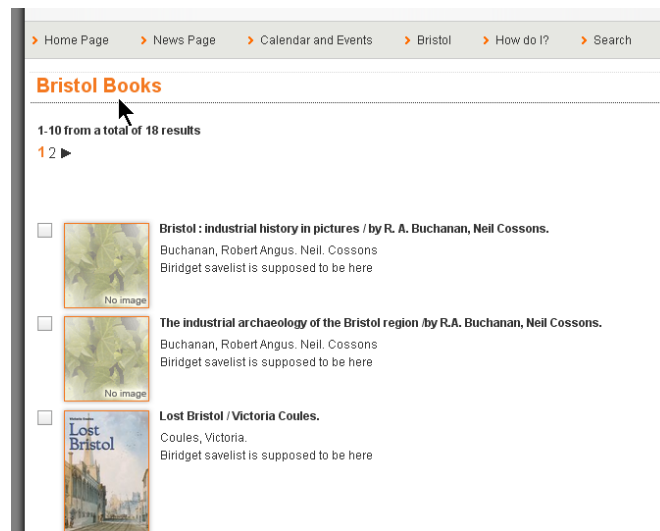 Home Page News Page Calendar and Events Bristol How do I? Search
Bristol Books
1-10 from a total of 18 results
1 2
Bristol : industrial history in pictures / by R. A. Buchanan, Neil Cossons.
Buchanan, Robert Angus. Neil. Cossons
Biridget savelist is supposed to be here
No image
The industrial archaeology of the Bristol region /by R.A. Buchanan, Neil Cossons.
Buchanan, Robert Angus. Neil. Cossons
Biridget savelist is supposed to be here
No image
Lost Bristol / Victoria Coules.
Coules, Victoria.
Biridget savelist is supposed to be here
Lost
Bristol